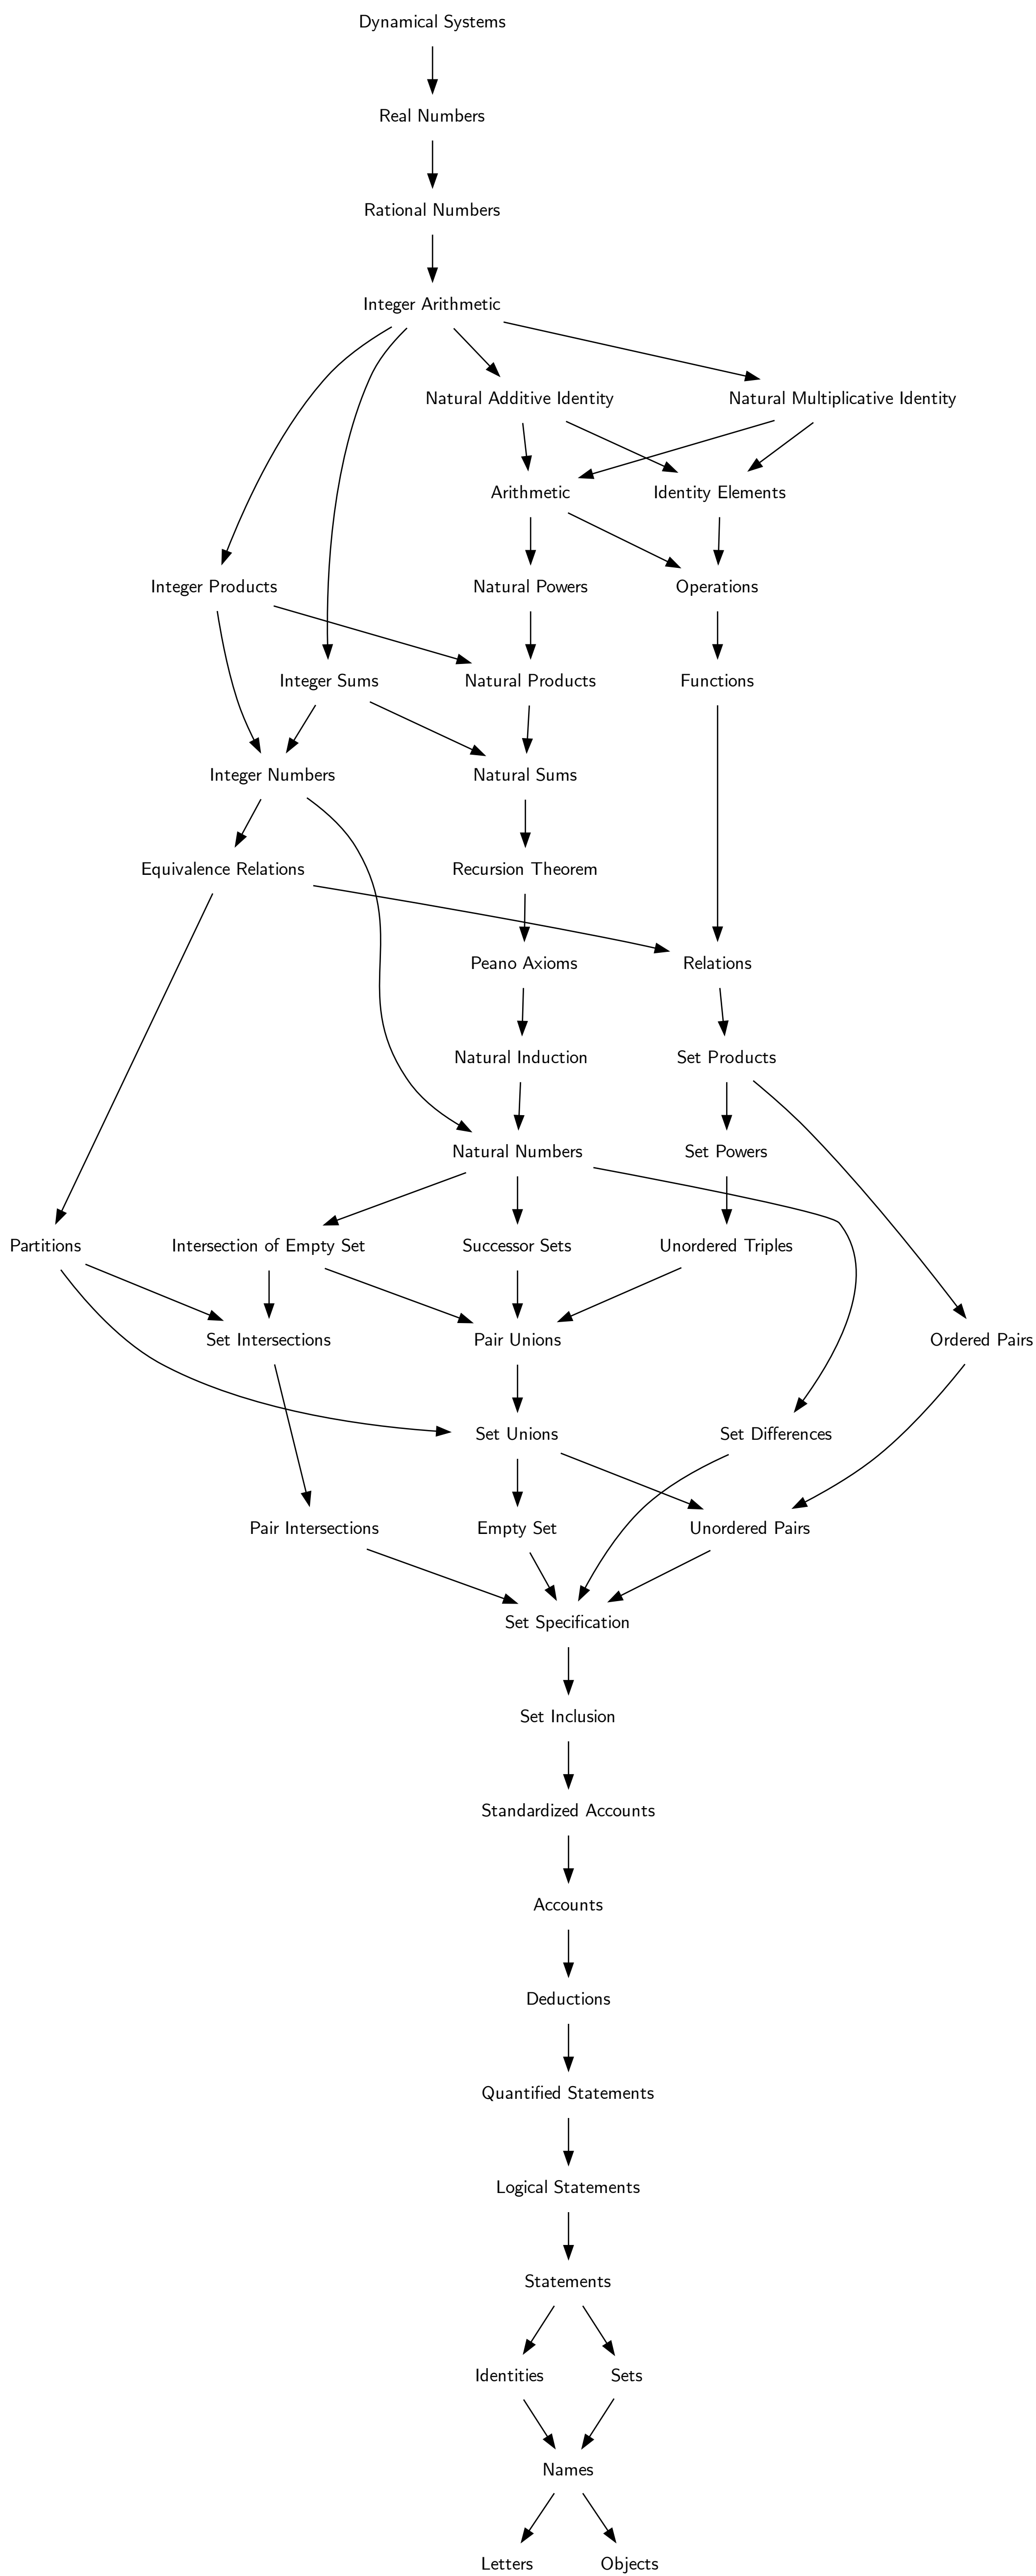 Dynamical Systems
Real Numbers
Rational Numbers
Integer Arithmetic
Natural Additive Identity
Natural Multiplicative Identity
Arithmetic
Identity Elements
Integer Products
Natural Powers
Operations
Integer Sums
Natural Products
Functions
Integer Numbers
Natural Sums
Equivalence Relations
Recursion Theorem
Peano Axioms
Relations
Natural Induction
Set Products
Natural Numbers
Set Powers
Partitions
Intersection of Empty Set
Successor Sets
Unordered Triples
Set Intersections
Pair Unions
Ordered Pairs
Set Unions
Set Differences
Pair Intersections
Empty Set
Unordered Pairs
Set Specification
Set Inclusion
Standardized Accounts
Accounts
Deductions
Quantified Statements
Logical Statements
Statements
Identities
Sets
Names
Letters
Objects